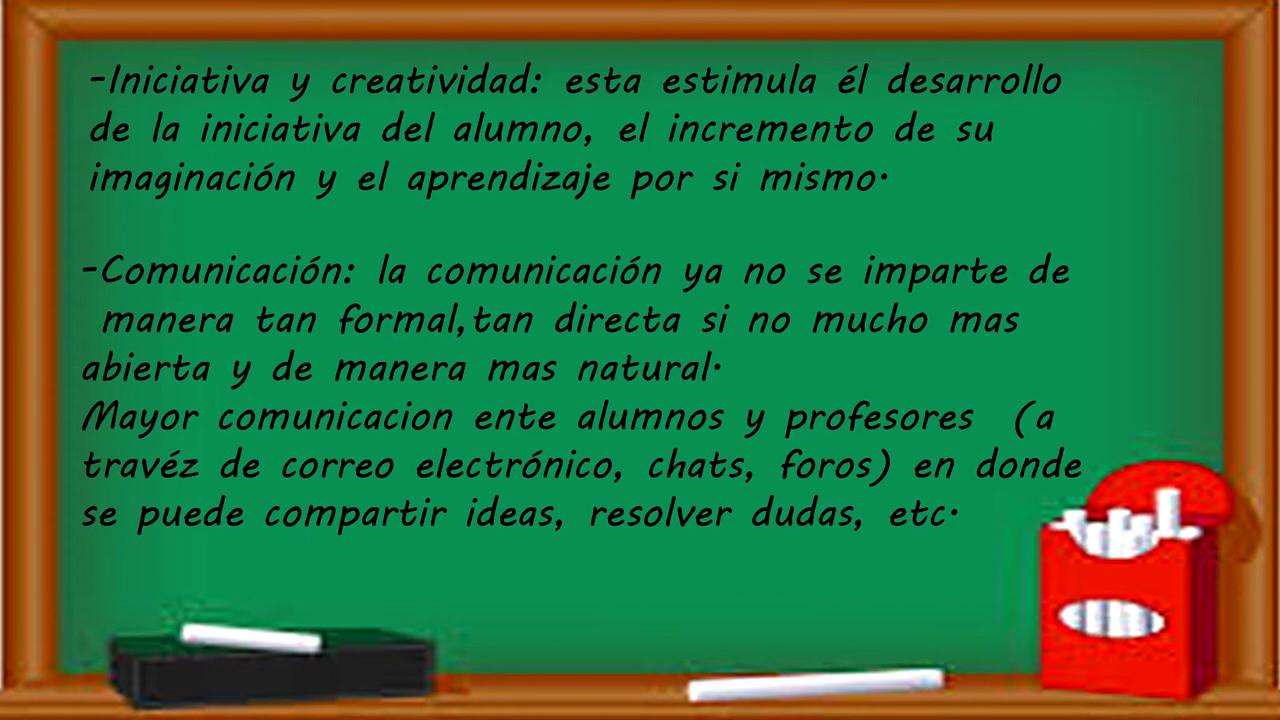 -Iniciativa y creatividad: esta estimula él desarrollo
de la iniciativa del alumno, el incremento de su
imaginación y el aprendizaje por si mismo.
-Comunicación: la comunicación ya no se imparte de
manera tan formal,tan directa si no mucho mas
abierta y de manera mas natural.
Mayor comunicacion ente alumnos y profesores (a
travéz de correo electrónico, chats, foros) en donde
se puede compartir ideas, resolver dudas, etc.